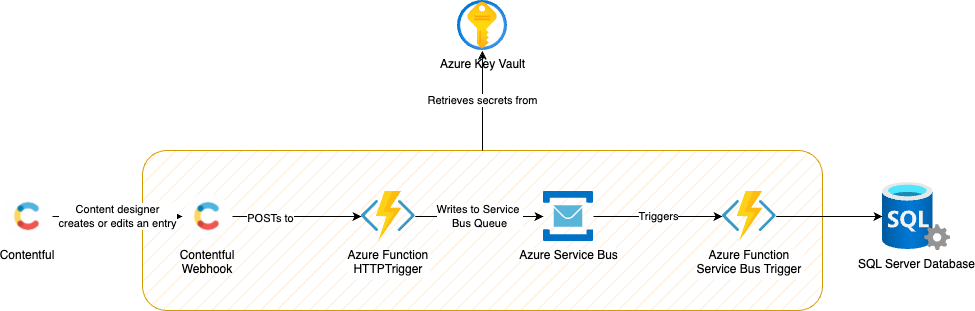 Azure Key Vault
Retrieves secrets from
Content designer
creates or edits an entry
POSTs to
Writes to Service
Bus Queue
Triggers
SQL
Contentful
Contentful
Webhook
Azure Function
HTTPTrigger
Azure Service Bus
Azure Function
Service Bus Trigger
SQL Server Database